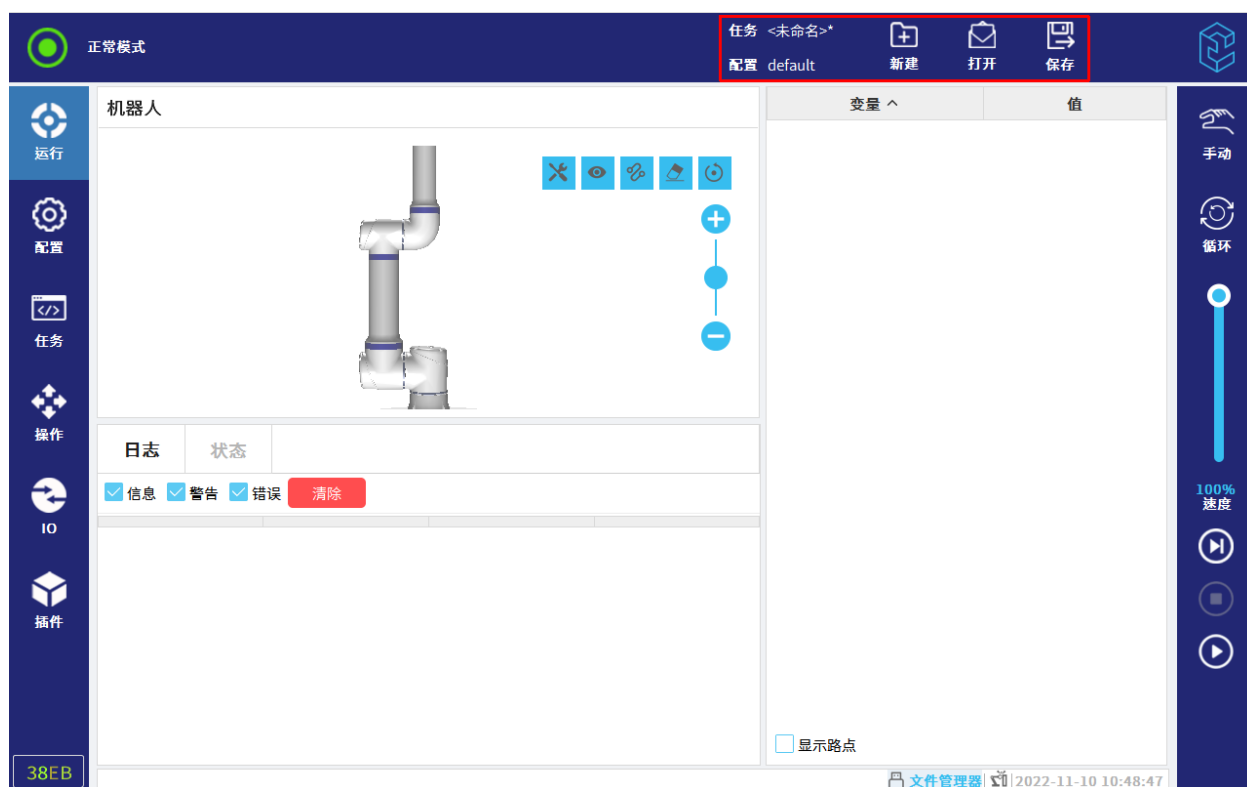 正常模式
任务 <未命名>*
配置 default
新建
打开
保存
运行
配置
任务
操作
IO
插件
38EB
机器人
日志 状态
信息 警告 错误 清除
变量 值
显示路点
文件管理器 2022-11-10 10:48:47
手动
循环
100%
速度